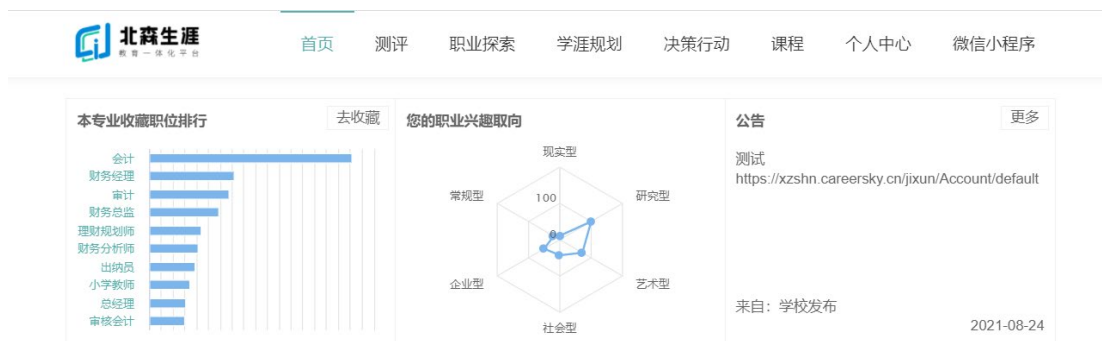 北森生涯
教育一体化平台
首页 测评 职业探索 学涯规划 决策行动 课程 个人中心 微信小程序
本专业收藏职位排行 去收藏
会计
财务经理
审计
财务总监
理财规划师
财务分析师
出纳员
小学教师
总经理
审核会计
您的职业兴趣取向
现实型
常规型 100 研究型
0
企业型 艺术型
社会型
公告 更多
测试
https://xzshn.careersky.cn/jixun/Account/default
来自：学校发布
2021-08-24